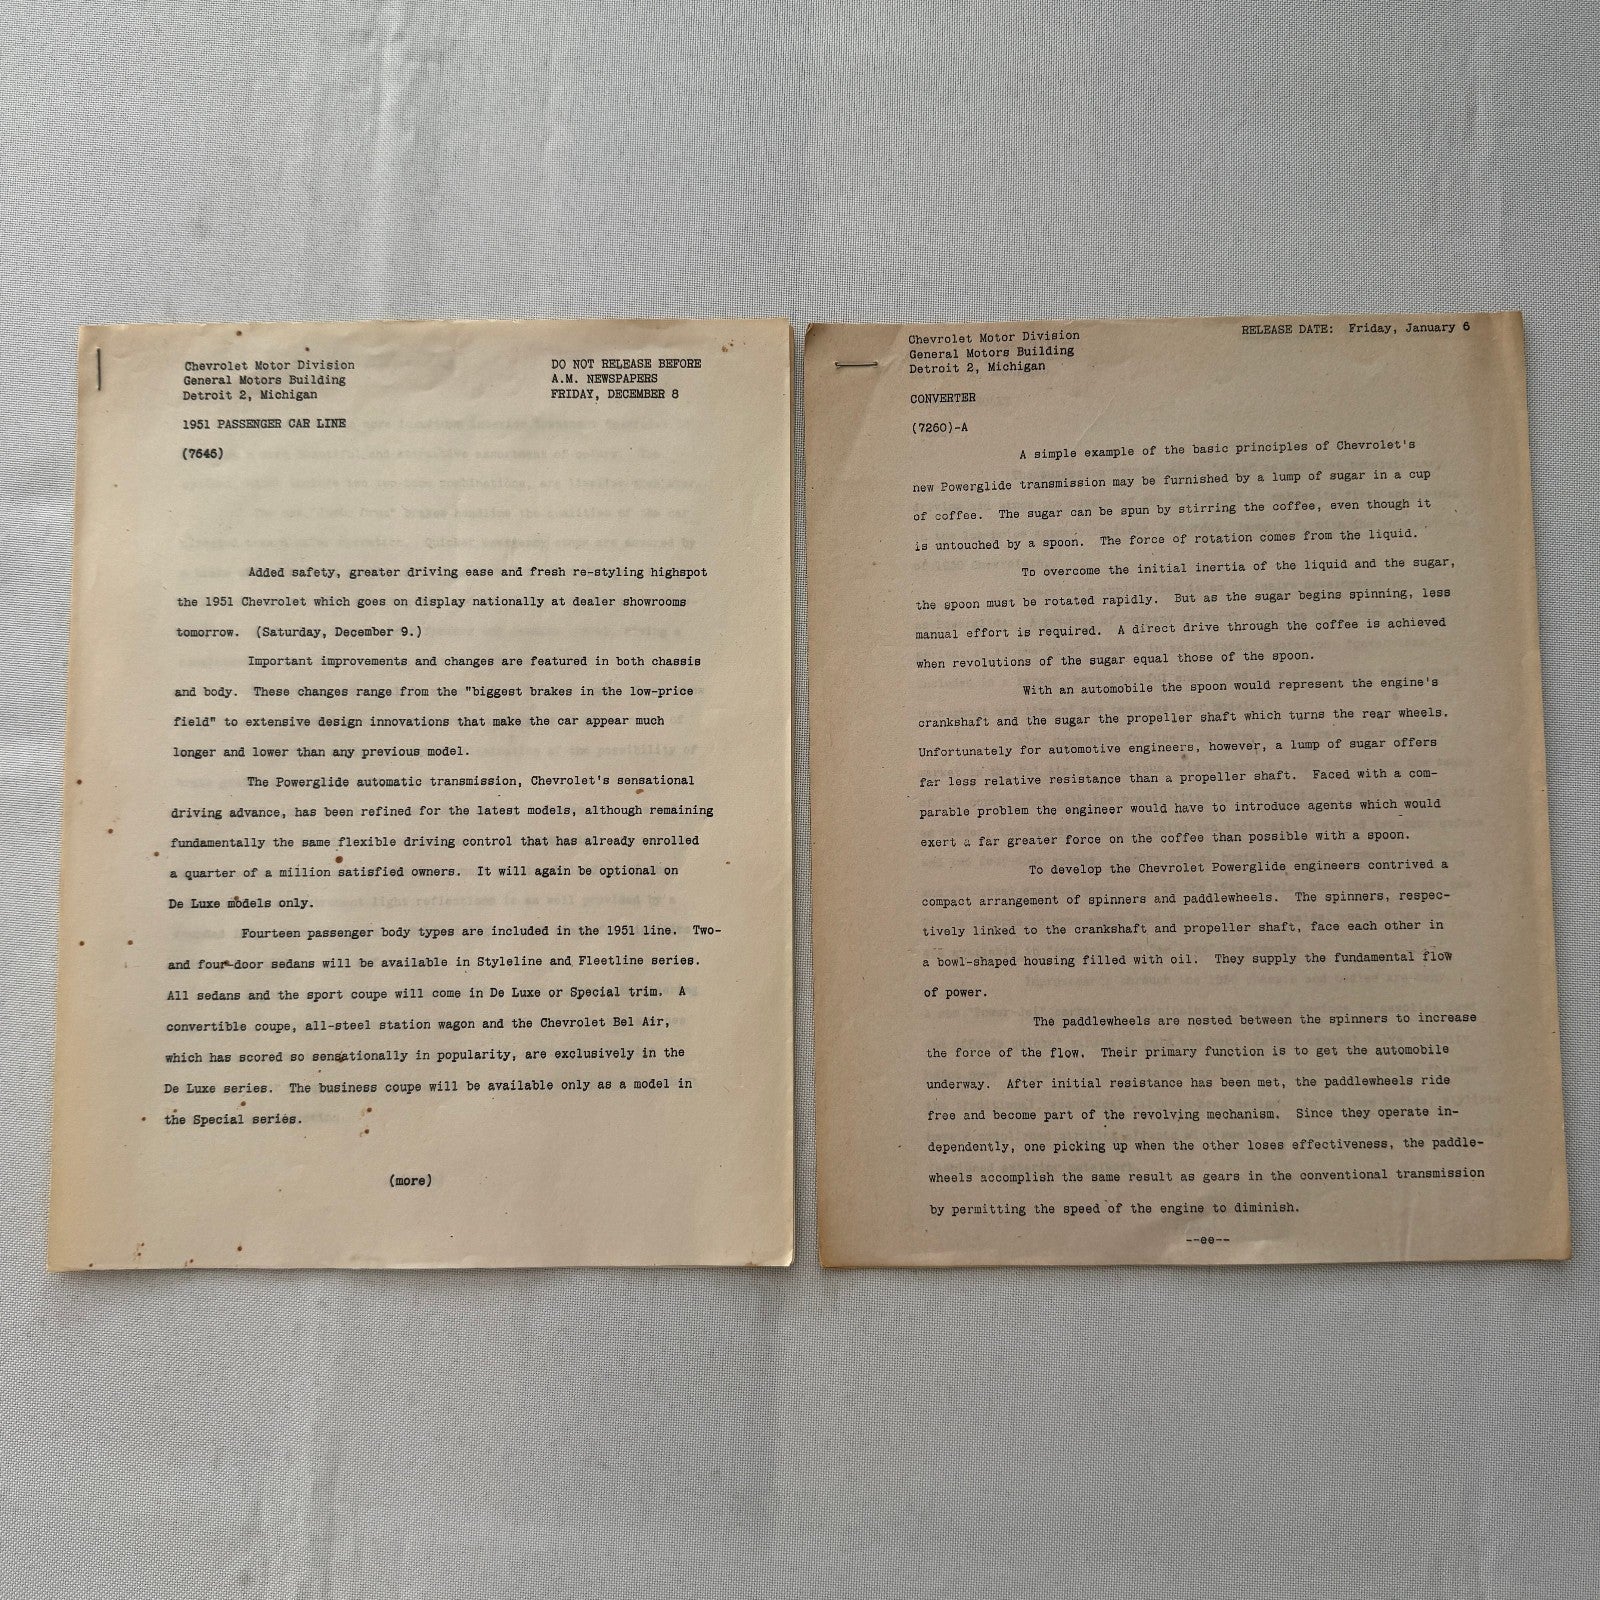 Chevrolet Motor Division
General Motors Building
Detroit 2, Michigan
DO NOT RELEASE BEFORE
A.M. NEWSPAPERS
FRIDAY, DECEMBER 8
1951 PASSENGER CAR LINE
(7646)
Added safety, greater driving ease and fresh re-styling highspot
the 1951 Chevrolet which goes on display nationally at dealer showrooms
tomorrow. (Saturday, December 9.)
Important improvements and changes are featured in both chassis
and body. These changes range from the "biggest brakes in the low-price
field" to extensive design innovations that make the car appear much
longer and lower than any previous model.
The Powerglide automatic transmission, Chevrolet's sensational
driving advance, has been refined for the latest models, although remaining
fundamentally the same flexible driving control that has already enrolled
a quarter of a million satisfied owners. It will again be optional on
De Luxe models only.
Fourteen passenger body types are included in the 1951 line. Two-
and four-door sedans will be available in Styleline and Fleetline series.
All sedans and the sport coupe will come in De Luxe or Special trim. A
convertible coupe, all-steel station wagon and the Chevrolet Bel Air,
which has scored so sensationally in popularity, are exclusively in the
De Luxe series. The business coupe will be available only as a model in
the Special series.
(more)
Chevrolet Motor Division
General Motors Building
Detroit 2, Michigan
RELEASE DATE: Friday, January 6
CONVERTER
(7260)-A
A simple example of the basic principles of Chevrolet's
new Powerglide transmission may be furnished by a lump of sugar in a cup
of coffee. The sugar can be spun by stirring the coffee, even though it
is untouched by a spoon. The force of rotation comes from the liquid.
To overcome the initial inertia of the liquid and the sugar,
the spoon must be rotated rapidly. But as the sugar begins spinning, less
manual effort is required. A direct drive through the coffee is achieved
when revolutions of the sugar equal those of the spoon.
With an automobile the spoon would represent the engine's
crankshaft and the sugar the propeller shaft which turns the rear wheels.
Unfortunately for automotive engineers, however, a lump of sugar offers
far less relative resistance than a propeller shaft. Faced with a com-
parable problem the engineer would have to introduce agents which would
exert a far greater force on the coffee than possible with a spoon.
To develop the Chevrolet Powerglide engineers contrived a
compact arrangement of spinners and paddlewheels. The spinners, respec-
tively linked to the crankshaft and propeller shaft, face each other in
a bowl-shaped housing filled with oil. They supply the fundamental flow
of power.
The paddlewheels are nested between the spinners to increase
the force of the flow. Their primary function is to get the automobile
underway. After initial resistance has been met, the paddlewheels ride
free and become part of the revolving mechanism. Since they operate in-
dependently, one picking up when the other loses effectiveness, the paddle-
wheels accomplish the same result as gears in the conventional transmission
by permitting the speed of the engine to diminish.